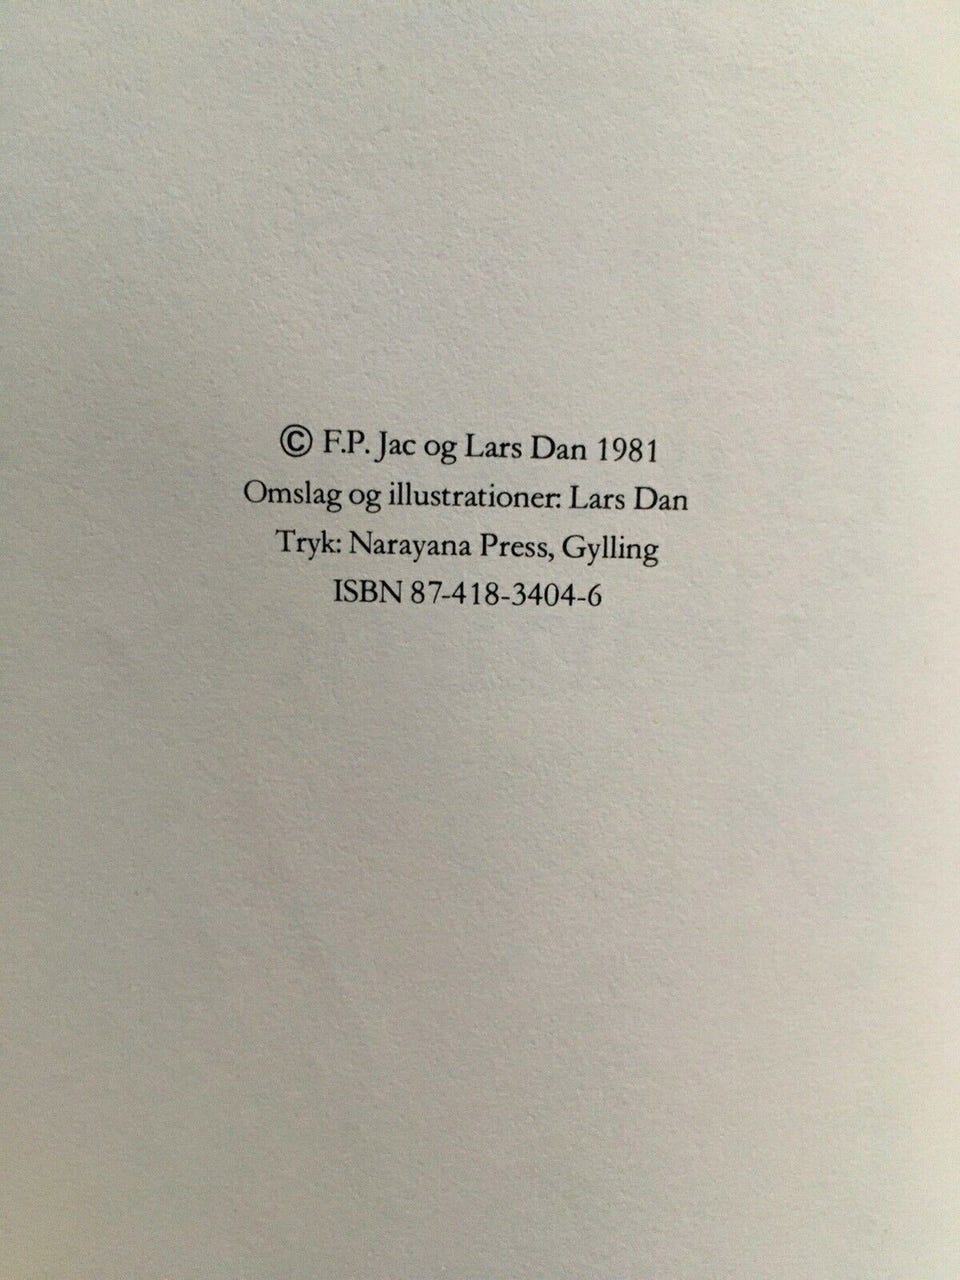 © F.P. Jac og Lars Dan 1981
Omslag og illustrationer: Lars Dan
Tryk: Narayana Press, Gylling
ISBN 87-418-3404-6